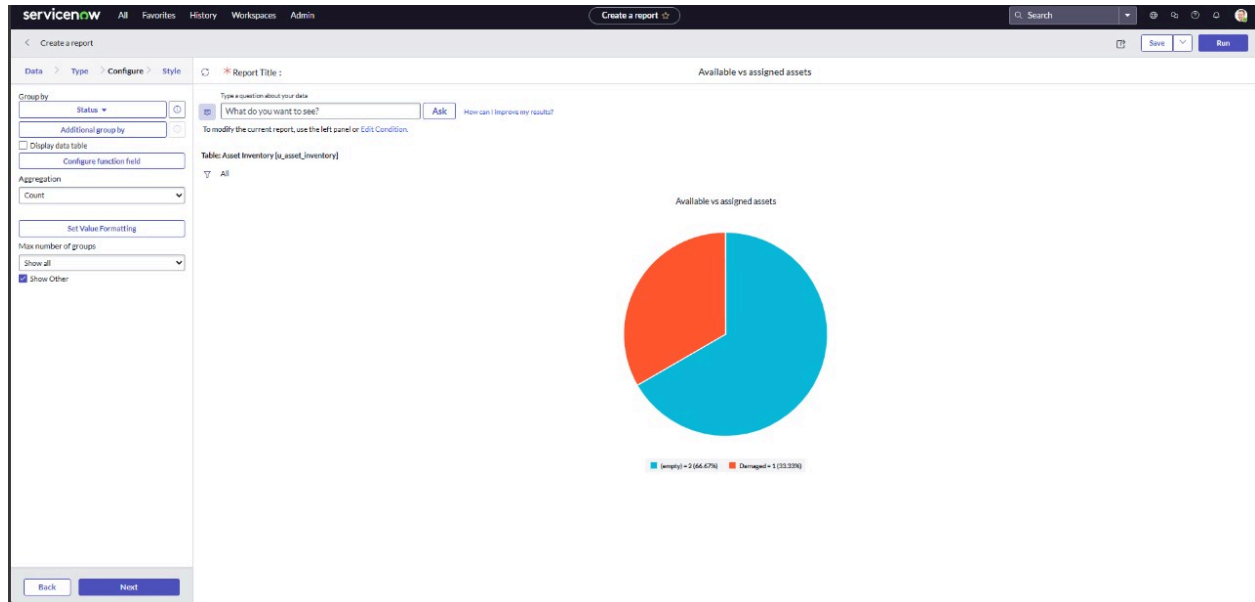 servicenow All Favorites History Workspaces Admin Create a report ☆ Search
< Create a report Save Run
Data > Type > Configure > Style * Report Title : Available vs assigned assets
Group by
Status
Additional group by
Display data table
Configure function field
Aggregation
Count
Set Value Formatting
Max number of groups
Show all
Show Other
Type a question about your data
What do you want to see? Ask How can I improve my results?
To modify the current report, use the left panel or Edit Condition.
Table: Asset Inventory [u_asset_inventory]
All
Available vs assigned assets
(empty) = 2 (66.67%) Damaged = 1 (33.33%)
Back Next